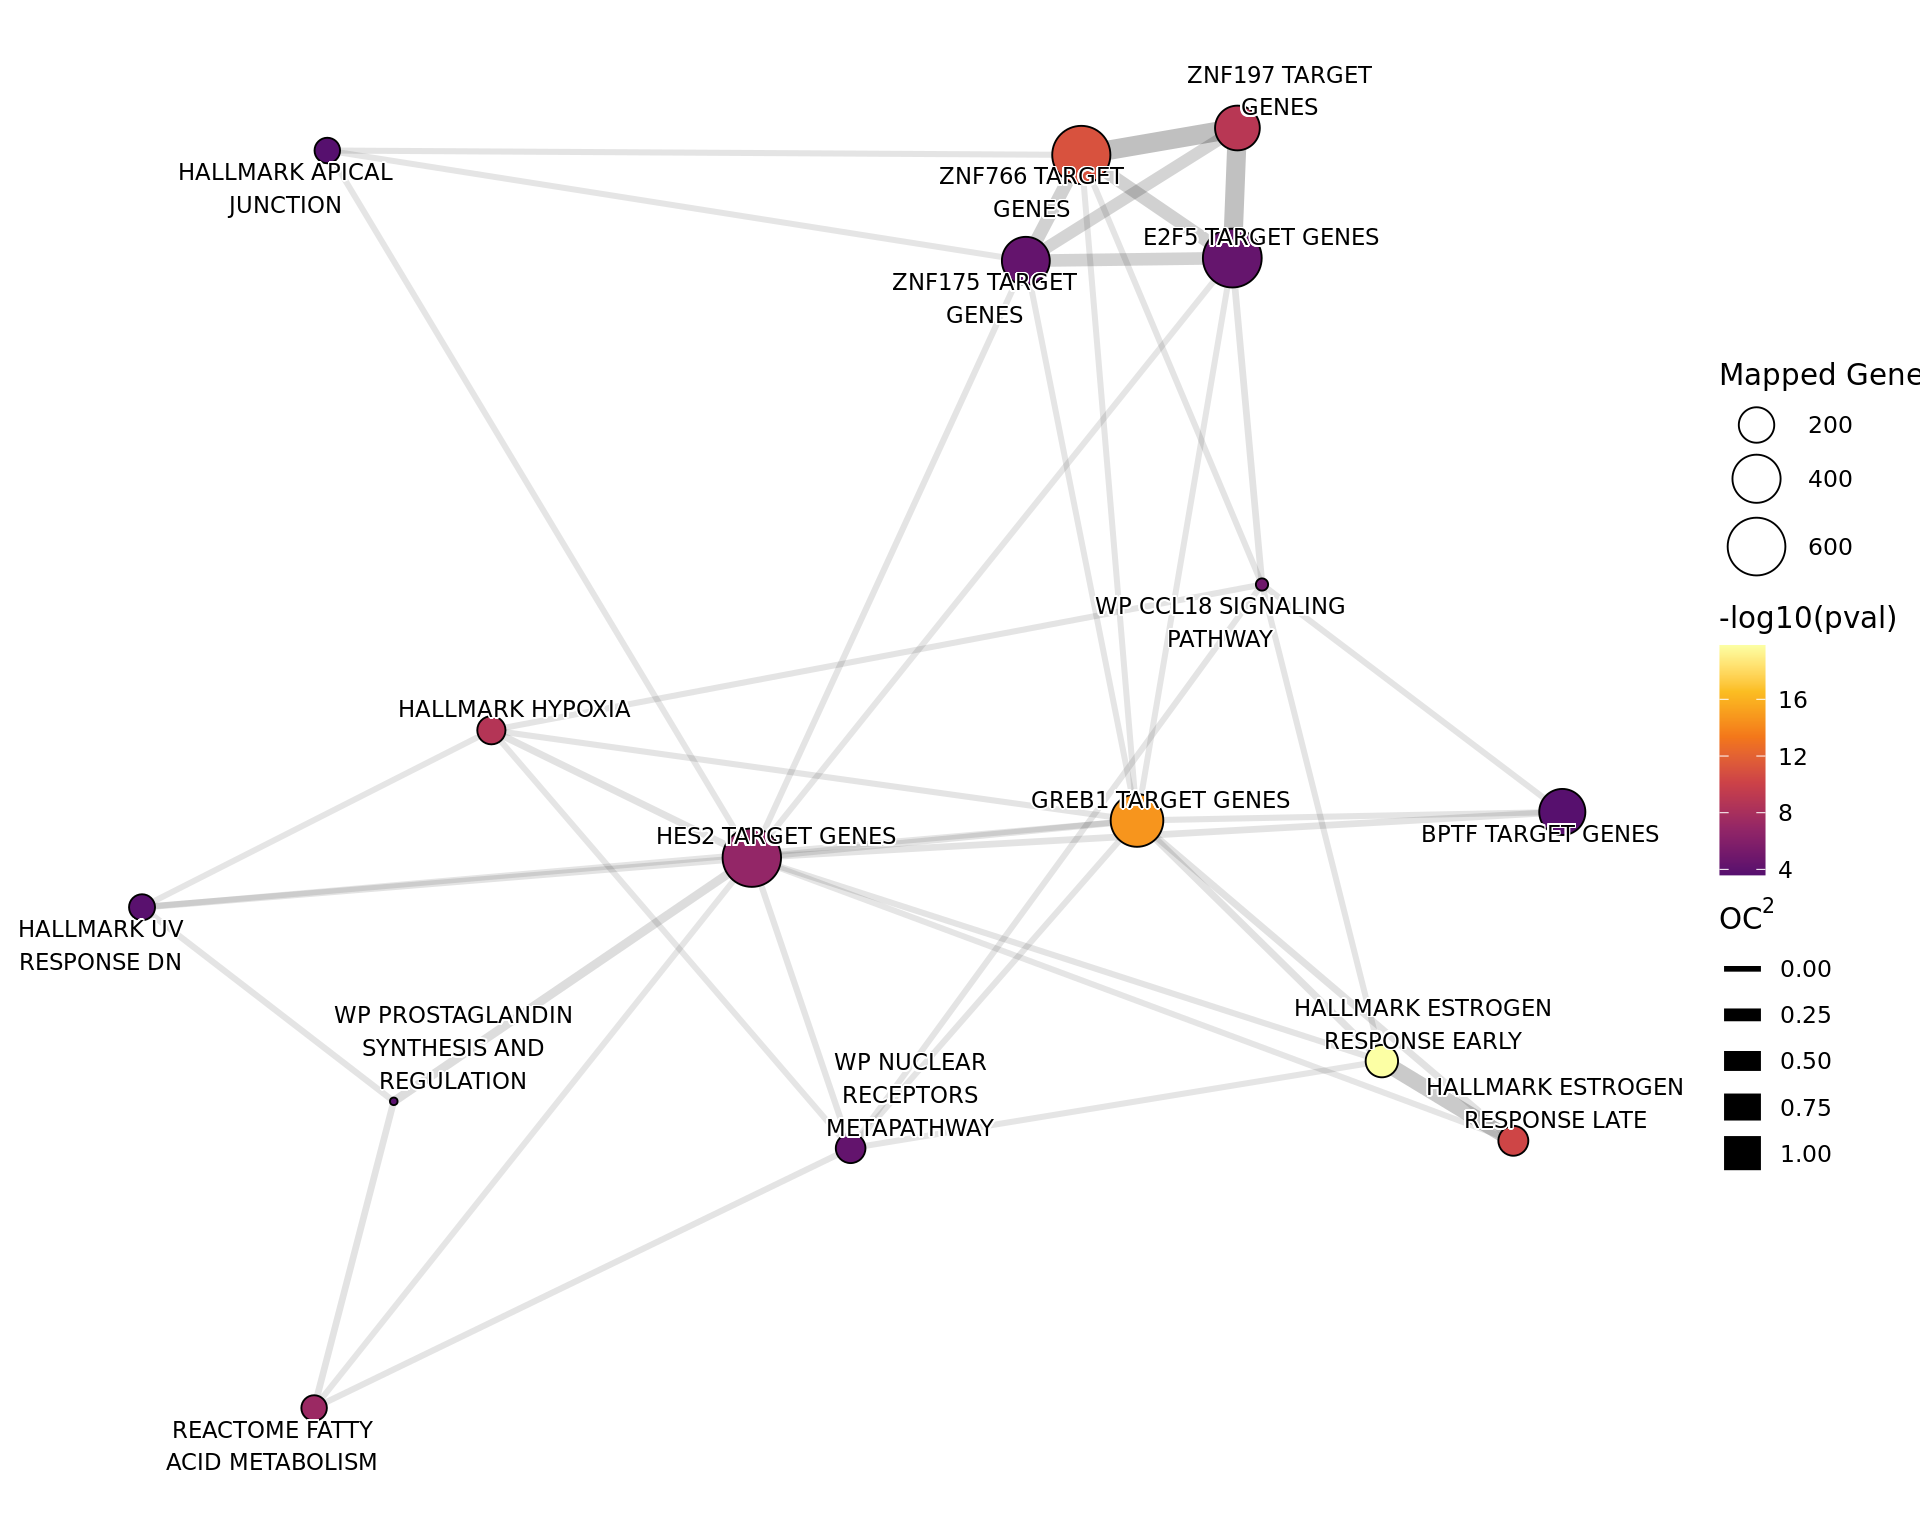 ZNF197 TARGET
GENES
HALLMARK APICAL
JUNCTION
ZNF766 TARGET
GENES
E2F5 TARGET GENES
ZNF175 TARGET
GENES
WP CCL18 SIGNALING
PATHWAY
HALLMARK HYPOXIA
GREB1 TARGET GENES
HES2 TARGET GENES
BPTF TARGET GENES
HALLMARK UV
RESPONSE DN
WP PROSTAGLANDIN
SYNTHESIS AND
REGULATION
WP NUCLEAR
RECEPTORS
METAPATHWAY
HALLMARK ESTROGEN
RESPONSE EARLY
HALLMARK ESTROGEN
RESPONSE LATE
REACTOME FATTY
ACID METABOLISM
Mapped Gene
200
400
600
-log10(pval)
16
12
8
4
OC²
0.00
0.25
0.50
0.75
1.00